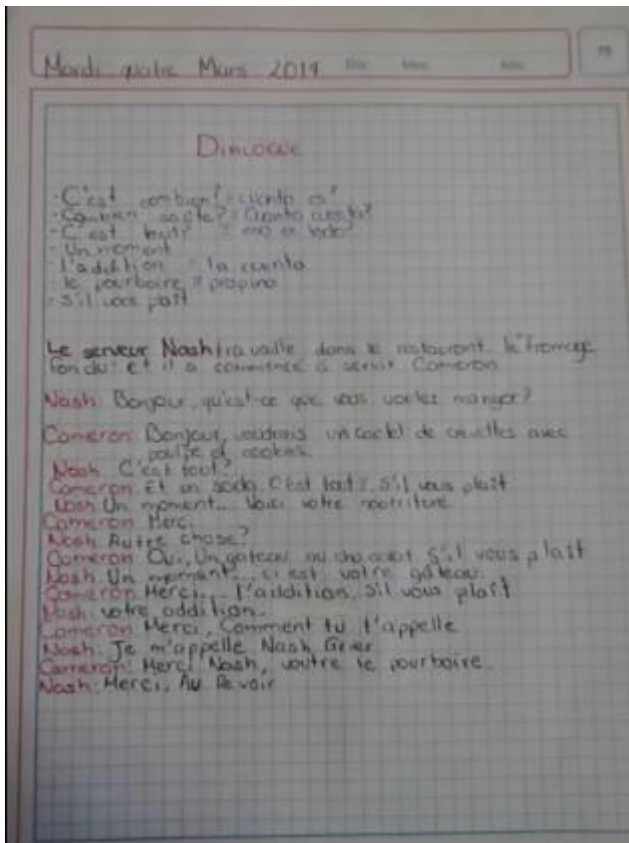 Mardi quatre Mars 2014
Dialogue
- C'est combien? = cuanto es?
- Combien coûte? = Cuanto cuesta?
- C'est tout? = eso es todo?
- Un moment
- l'addition = la cuenta
- le pourboire = propina
- S'il vous plaît
Le serveur Nash travaille dans le restaurant "le fromage
fondu" et il a commencé à servir Cameron
Nash: Bonjour, qu'est-ce que vous voulez manger?
Cameron: Bonjour, voudrais un coctel de crevettes avec
poulpe et
Nash: C'est tout?
Cameron: Et un soda. C'est tout, s'il vous plaît
Nash: Un moment... Voici votre nourriture
Cameron: Merci
Nash: Autre chose?
Cameron: Oui, Un gateau au chocolat S'il vous plaît
Nash: Un moment... ci est votre gâteau
Cameron: Merci... l'addition, s'il vous plaît
Nash: votre addition.
Cameron: Merci, Comment tu t'appelle
Nash: Je m'appelle Nash Grier
Cameron: Merci Nash, voutre le pourboire
Nash: Merci, Au Revoir